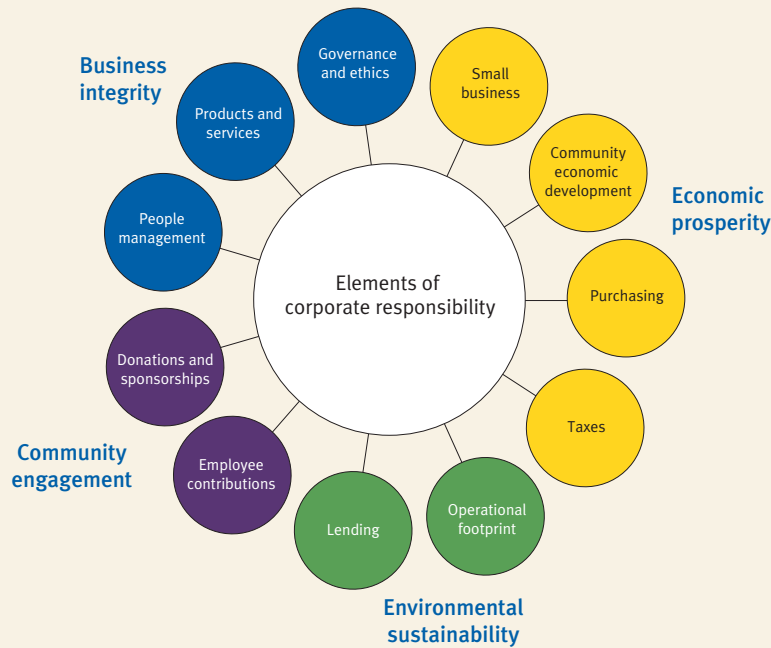 Business
integrity
Governance
and ethics
Small
business
Products and
services
Community
economic
development
Economic
prosperity
People
management
Elements of
corporate responsibility
Purchasing
Donations and
sponsorships
Taxes
Community
engagement
Employee
contributions
Lending
Operational
footprint
Environmental
sustainability